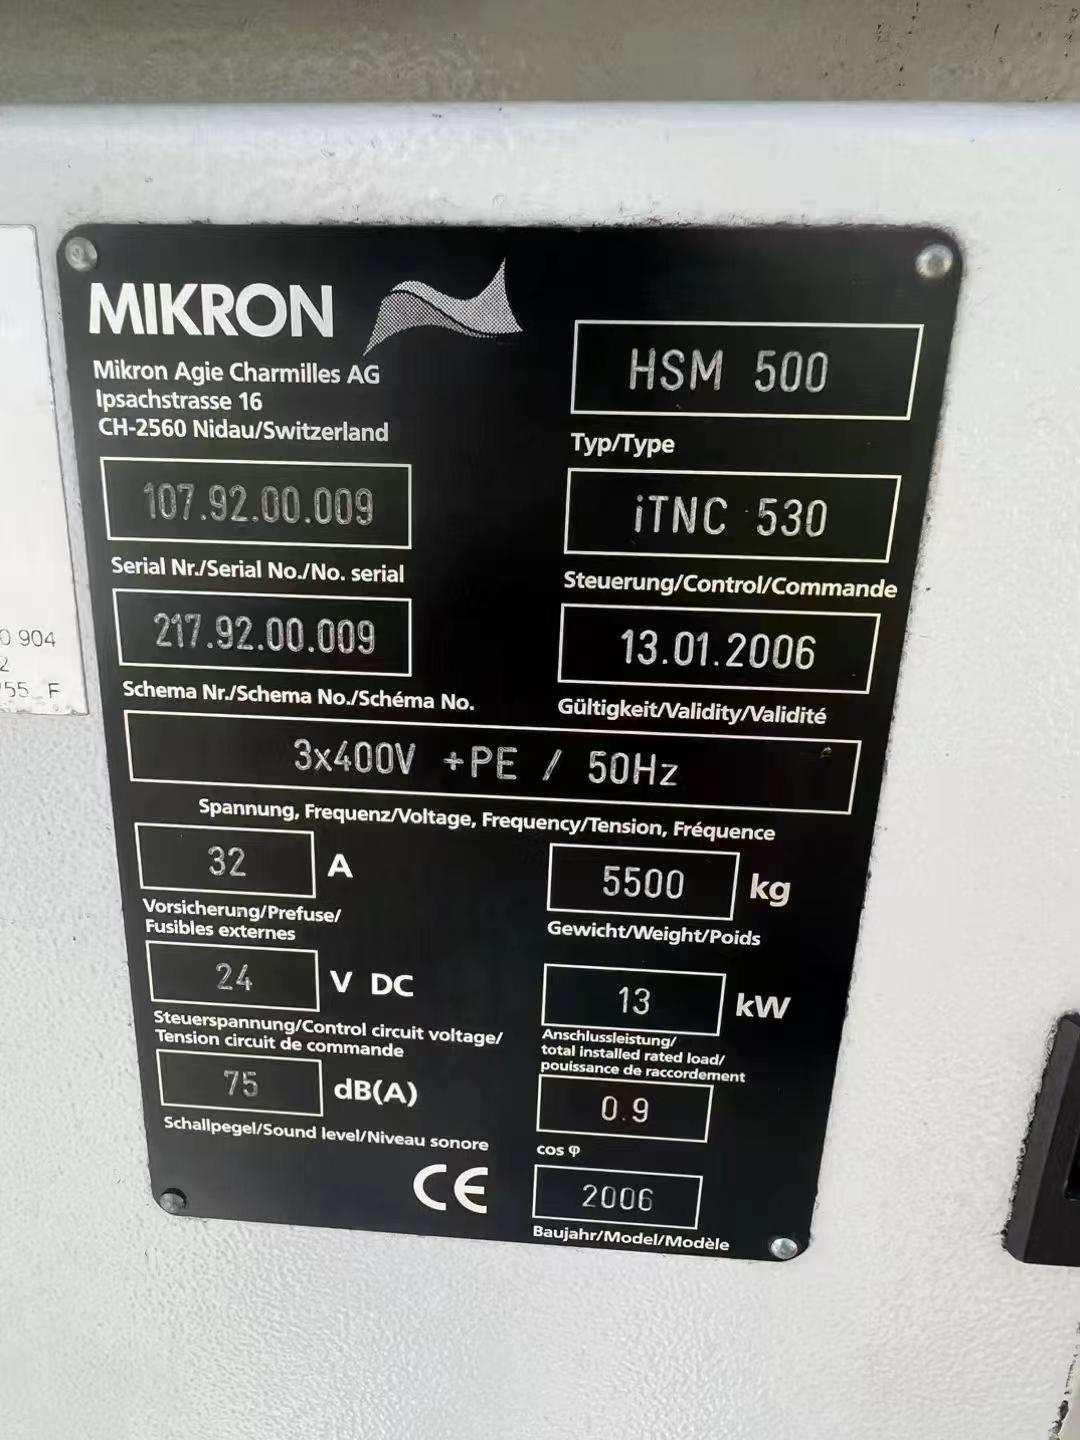 MIKRON
Mikron Agie Charmilles AG
Ipsachstrasse 16
CH-2560 Nidau/Switzerland
HSM 500
Typ/Type
107.92.00.009
Serial Nr./Serial No./No. serial
iTNC 530
Steuerung/Control/Commande
217.92.00.009
Schema Nr./Schema No./Schéma No.
13.01.2006
Gültigkeit/Validity/Validité
3x400V +PE / 50Hz
Spannung, Frequenz/Voltage, Frequency/Tension, Fréquence
32 A
Vorsicherung/Prefuse/
Fusibles externes
5500 kg
Gewicht/Weight/Poids
24 V DC
Steuerspannung/Control circuit voltage/
Tension circuit de commande
13 kW
Anschlussleistung/
total installed rated load/
pouissance de raccordement
75 dB(A)
Schallpegel/Sound level/Niveau sonore
0.9
cos φ
CE
2006
Baujahr/Model/Modèle
0 904
2
755 F